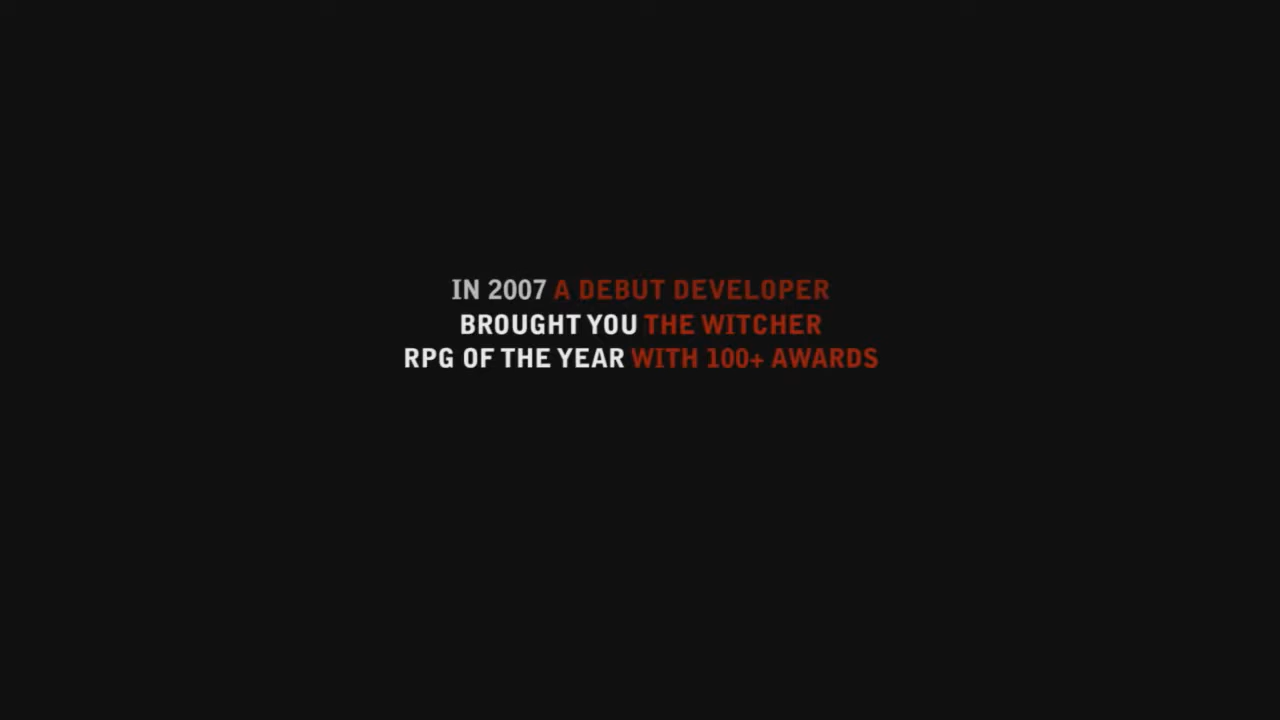 IN 2007 A DEBUT DEVELOPER
BROUGHT YOU THE WITCHER
RPG OF THE YEAR WITH 100+ AWARDS